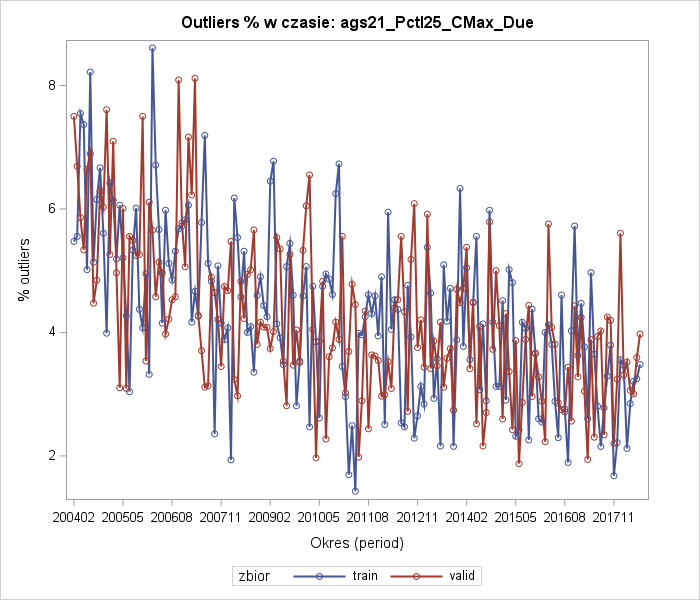 Outliers % w czasie: ags21_Pctl25_CMax_Due
% outliers
8
6
4
2
200402 200505 200608 200711 200902 201005 201108 201211 201402 201505 201608 201711
Okres (period)
zbior train valid